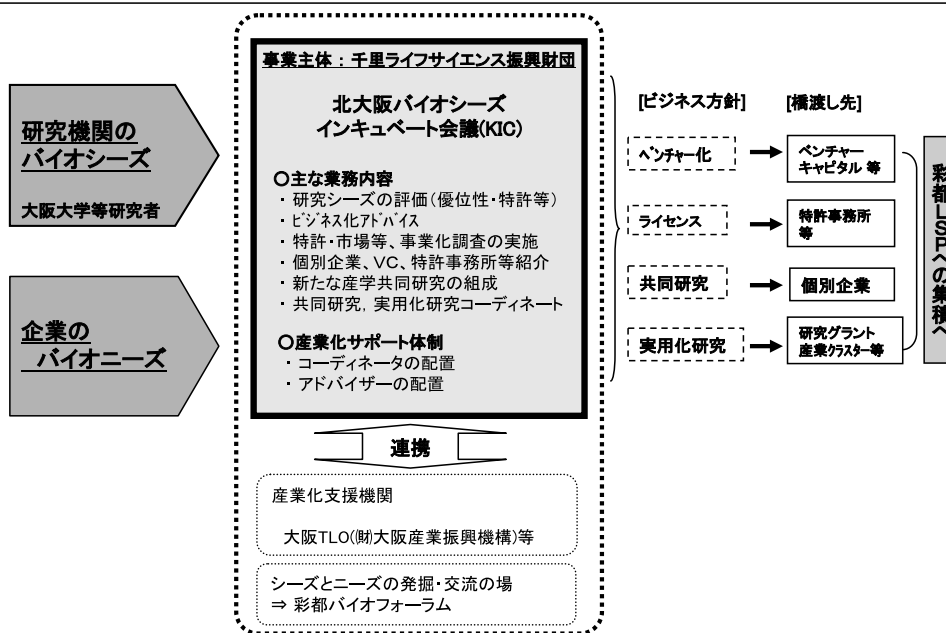 研究機関の
バイオシーズ
大阪大学等研究者
企業の
バイオニーズ
事業主体：千里ライフサイエンス振興財団
北大阪バイオシーズ
インキュベート会議(KIC)
○主な業務内容
・研究シーズの評価(優位性・特許等)
・ビジネス化アドバイス
・特許・市場等、事業化調査の実施
・個別企業、VC、特許事務所等紹介
・新たな産学共同研究の組成
・共同研究, 実用化研究コーディネート
○産業化サポート体制
・コーディネータの配置
・アドバイザーの配置
連携
産業化支援機関
大阪TLO(㈶大阪産業振興機構)等
シーズとニーズの発掘・交流の場
⇒ 彩都バイオフォーラム
[ビジネス方針]
[橋渡し先]
ベンチャー化
ベンチャー
キャピタル 等
ライセンス
特許事務所
等
共同研究
個別企業
実用化研究
研究グラント
産業クラスター等
彩都LSPへの集積へ